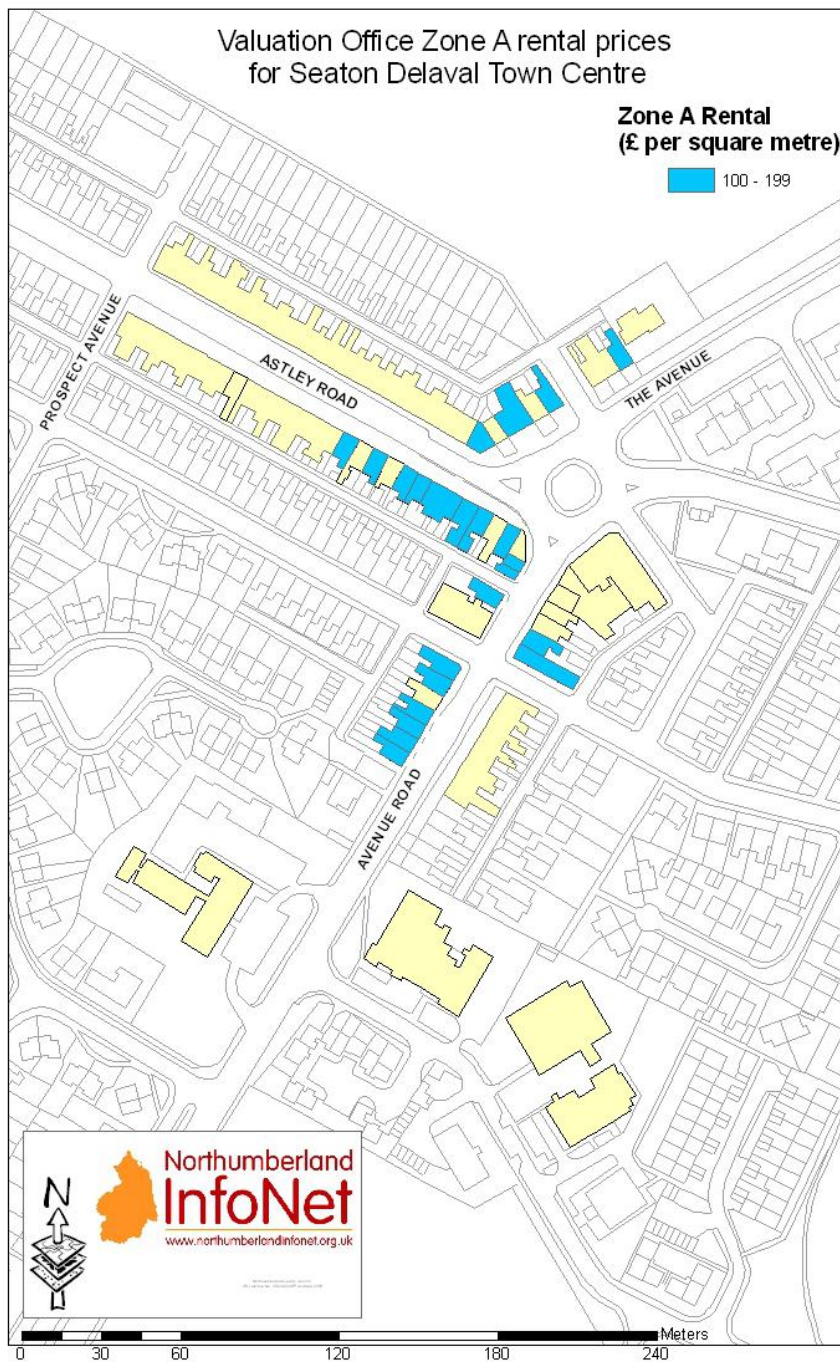 Valuation Office Zone A rental prices
for Seaton Delaval Town Centre
Zone A Rental
(£ per square metre)
100 - 199
PROSPECT AVENUE
ASTLEY ROAD
THE AVENUE
AVENUE ROAD
N
Northumberland
InfoNet
www.northumberlandinfonet.org.uk
Meters
0 30 60 120 180 240